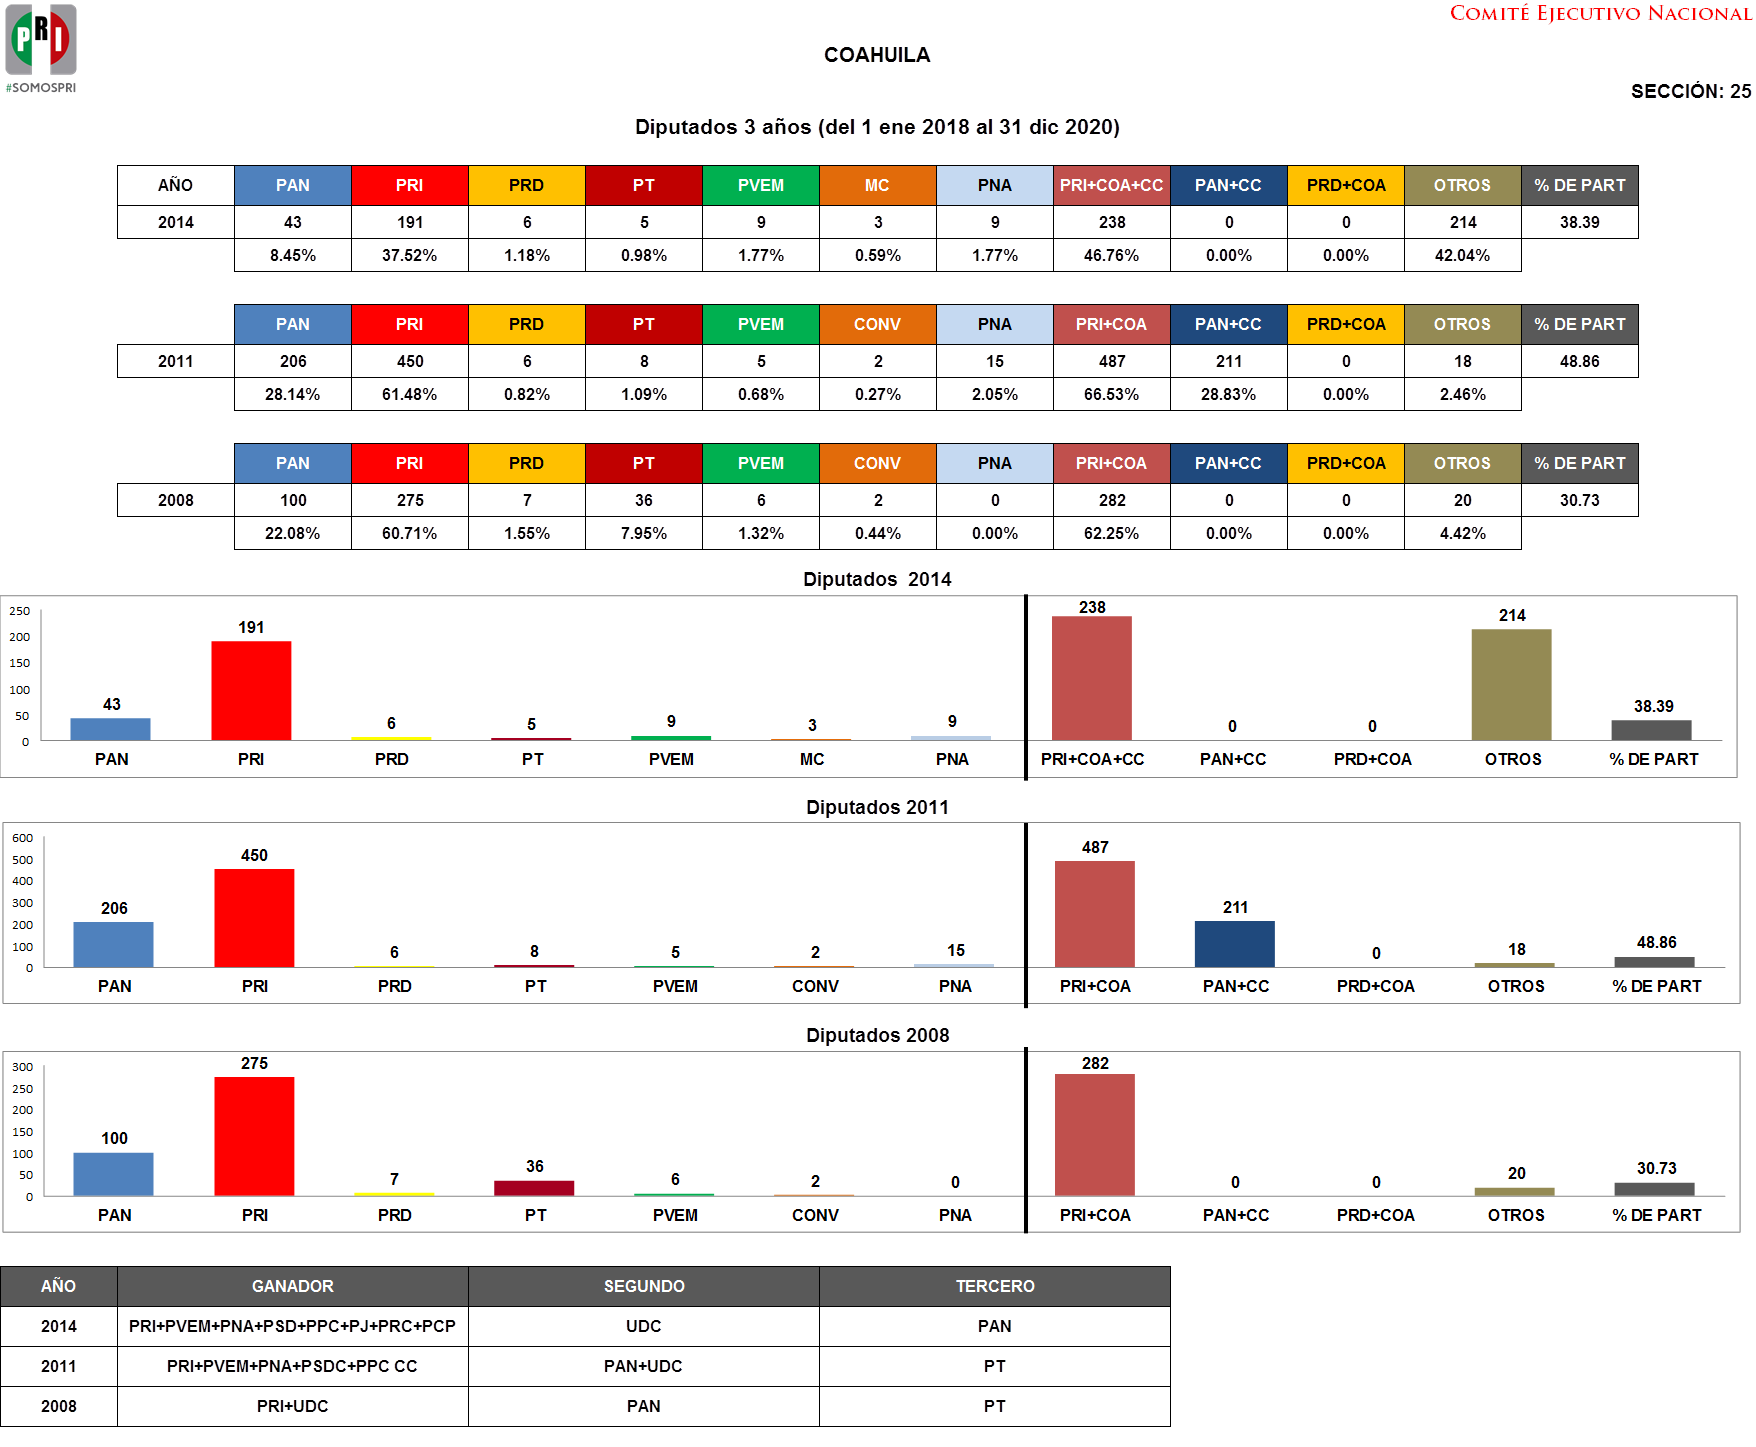 PRI
#SOMOSPRI
COMITÉ EJECUTIVO NACIONAL
COAHUILA
SECCIÓN: 25
Diputados 3 años (del 1 ene 2018 al 31 dic 2020)
AÑO PAN PRI PRD PT PVEM MC PNA PRI+COA+CC PAN+CC PRD+COA OTROS % DE PART
2014 43 191 6 5 9 3 9 238 0 0 214 38.39
8.45% 37.52% 1.18% 0.98% 1.77% 0.59% 1.77% 46.76% 0.00% 0.00% 42.04%
PAN PRI PRD PT PVEM CONV PNA PRI+COA PAN+CC PRD+COA OTROS % DE PART
2011 206 450 6 8 5 2 15 487 211 0 18 48.86
28.14% 61.48% 0.82% 1.09% 0.68% 0.27% 2.05% 66.53% 28.83% 0.00% 2.46%
PAN PRI PRD PT PVEM CONV PNA PRI+COA PAN+CC PRD+COA OTROS % DE PART
2008 100 275 7 36 6 2 0 282 0 0 20 30.73
22.08% 60.71% 1.55% 7.95% 1.32% 0.44% 0.00% 62.25% 0.00% 0.00% 4.42%
Diputados 2014
250
200
150
100
50
0
43 191 6 5 9 3 9 238 0 0 214 38.39
PAN PRI PRD PT PVEM MC PNA PRI+COA+CC PAN+CC PRD+COA OTROS % DE PART
Diputados 2011
600
500
400
300
200
100
0
206 450 6 8 5 2 15 487 211 0 18 48.86
PAN PRI PRD PT PVEM CONV PNA PRI+COA PAN+CC PRD+COA OTROS % DE PART
Diputados 2008
300
250
200
150
100
50
0
100 275 7 36 6 2 0 282 0 0 20 30.73
PAN PRI PRD PT PVEM CONV PNA PRI+COA PAN+CC PRD+COA OTROS % DE PART
AÑO GANADOR SEGUNDO TERCERO
2014 PRI+PVEM+PNA+PSD+PPC+PJ+PRC+PCP UDC PAN
2011 PRI+PVEM+PNA+PSDC+PPC CC PAN+UDC PT
2008 PRI+UDC PAN PT